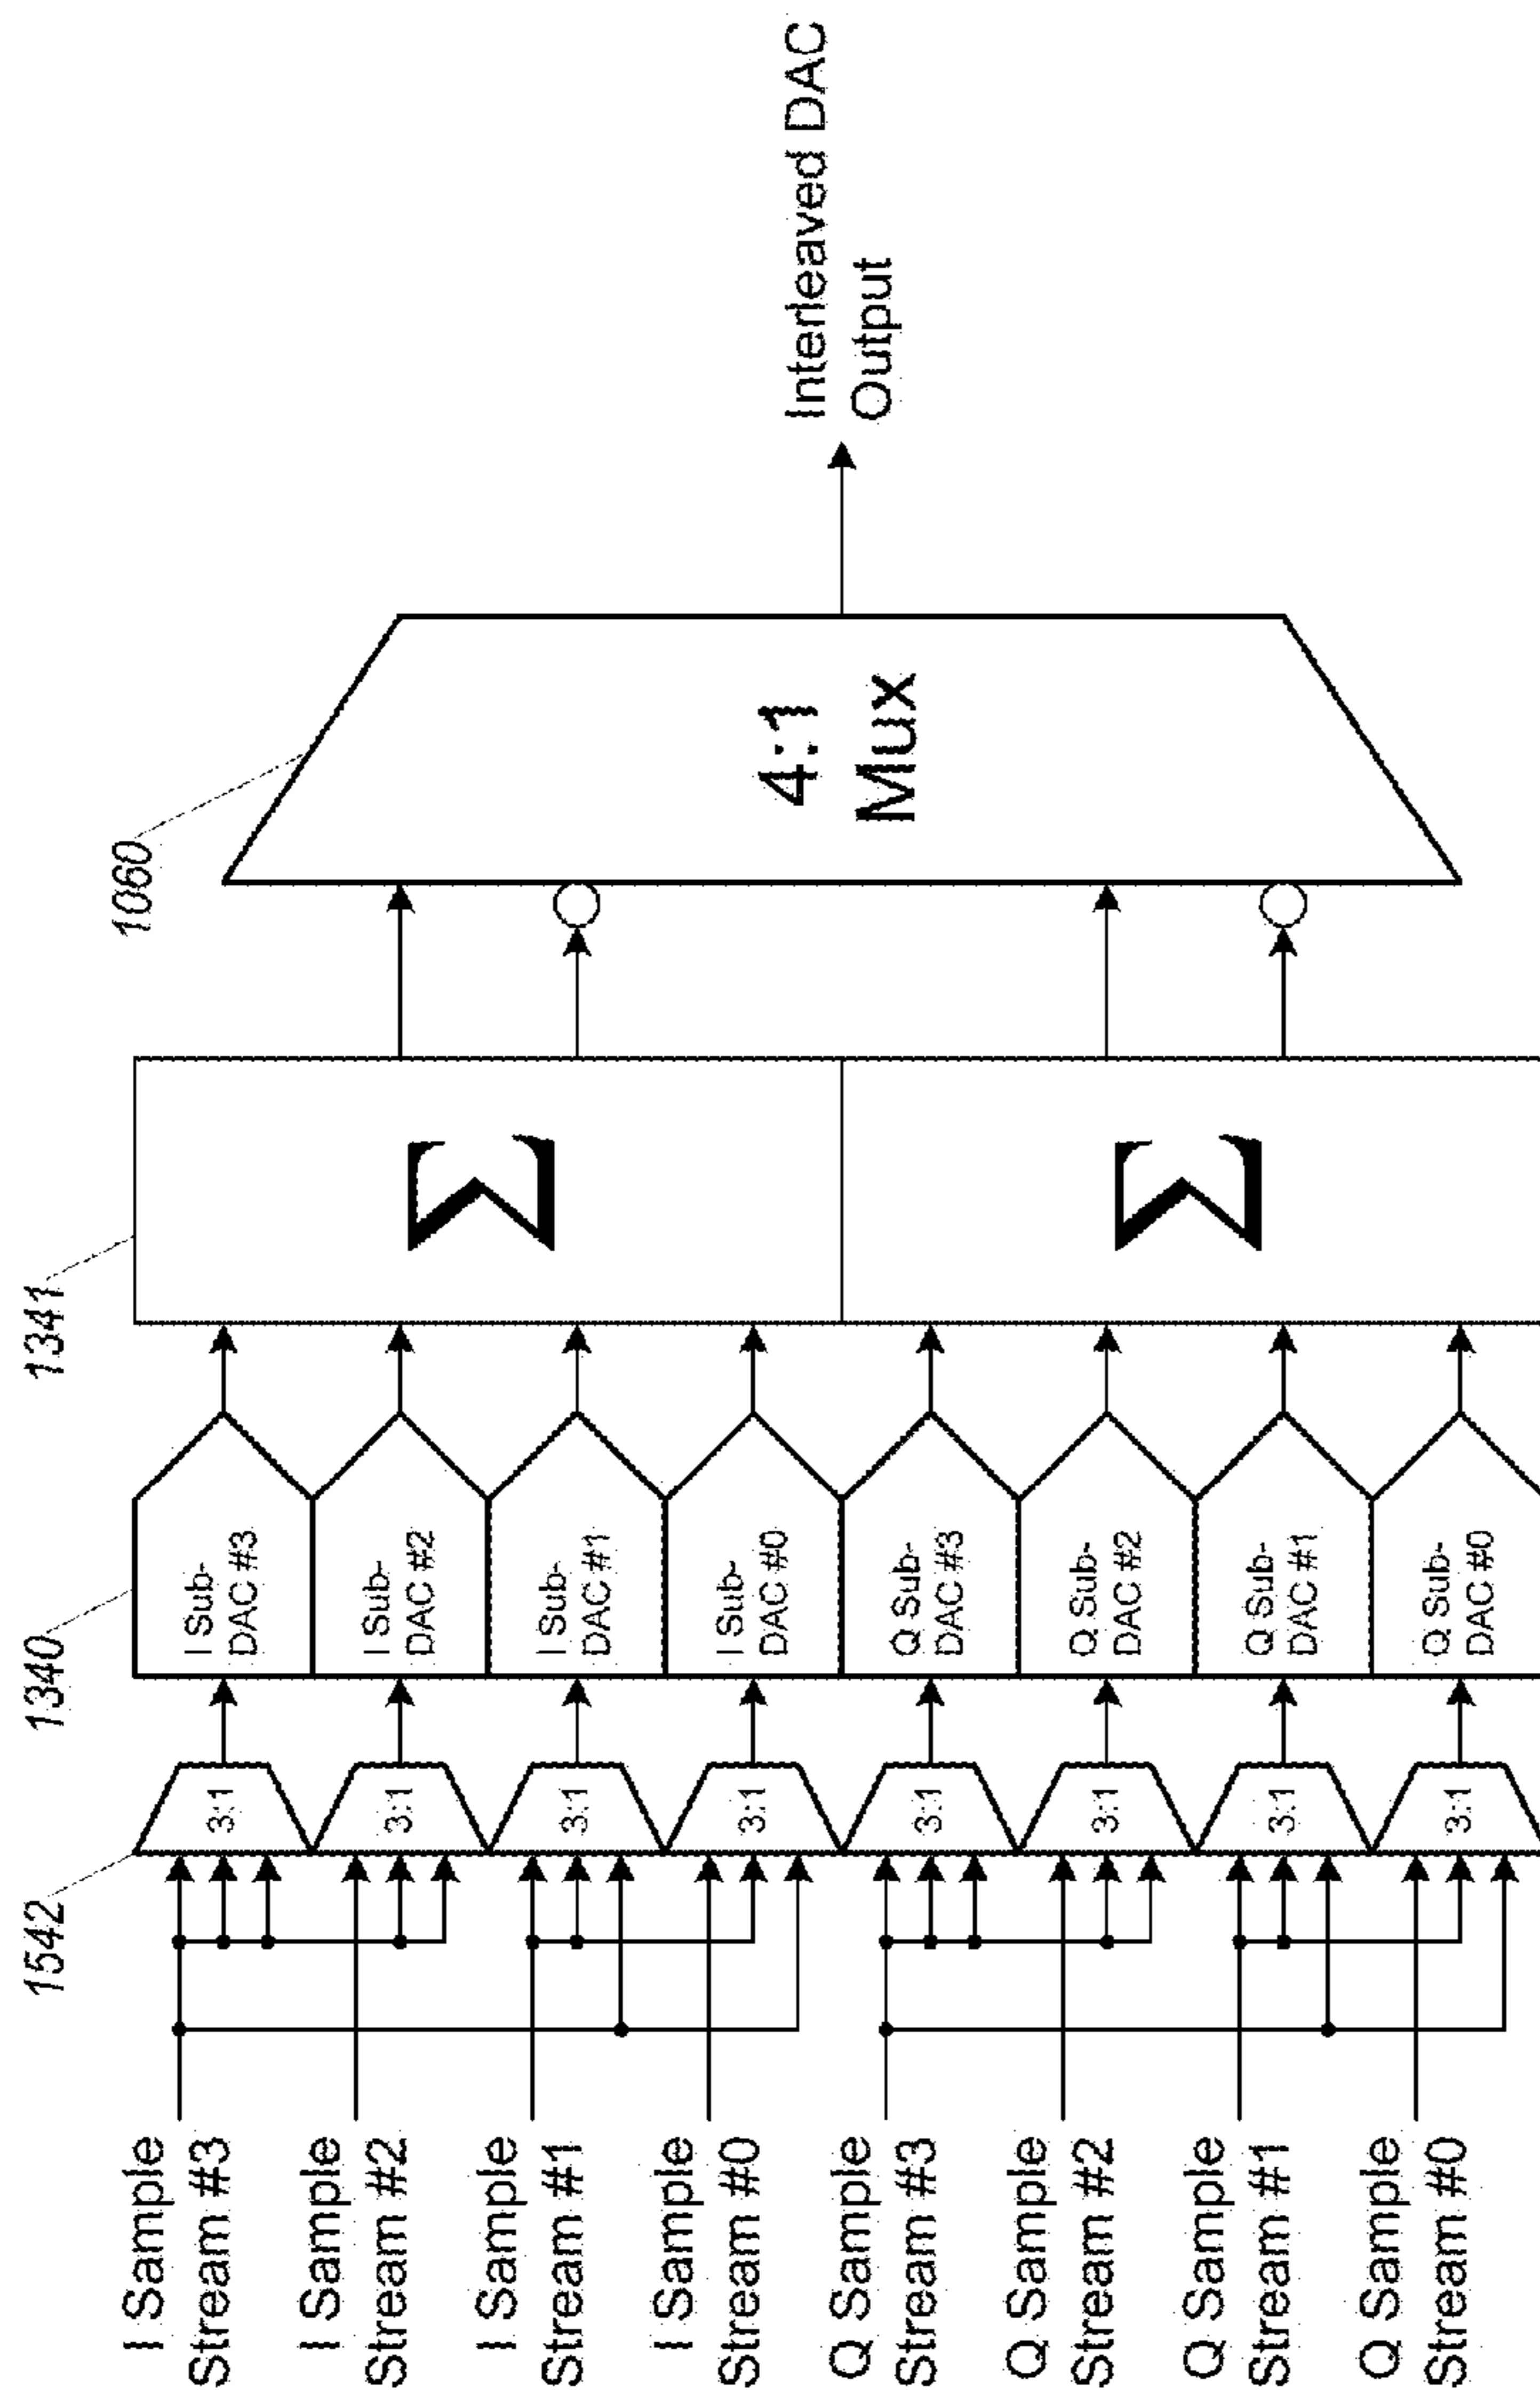 I Sample
Stream #3
I Sample
Stream #2
I Sample
Stream #1
I Sample
Stream #0
Q Sample
Stream #3
Q Sample
Stream #2
Q Sample
Stream #1
Q Sample
Stream #0
1542
3:1
3:1
3:1
3:1
3:1
3:1
3:1
3:1
1340
I Sub-
DAC #3
I Sub-
DAC #2
I Sub-
DAC #1
I Sub-
DAC #0
Q Sub-
DAC #3
Q Sub-
DAC #2
Q Sub-
DAC #1
Q Sub-
DAC #0
1341
Σ
Σ
1060
4:1
Mux
Interleaved DAC
Output